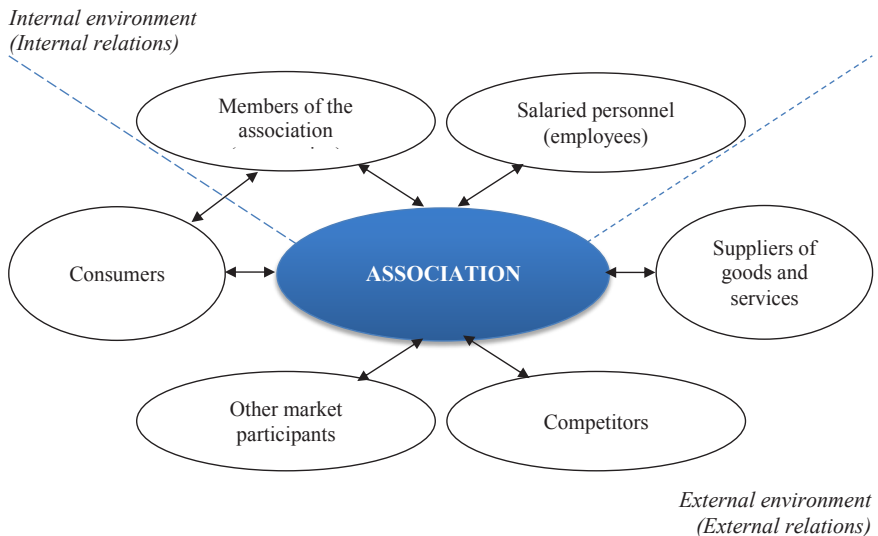 Internal environment
(Internal relations)
Members of the
association
Salaried personnel
(employees)
Consumers
ASSOCIATION
Suppliers of
goods and
services
Other market
participants
Competitors
External environment
(External relations)